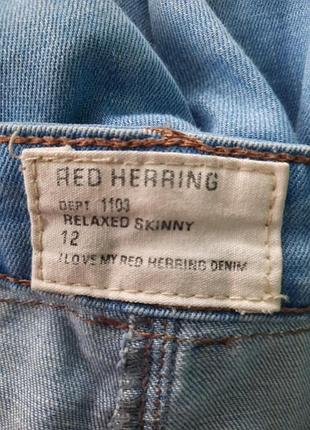 RED HERRING
DEPT 1103
RELAXED SKINNY
12
I LOVE MY RED HERRING DENIM